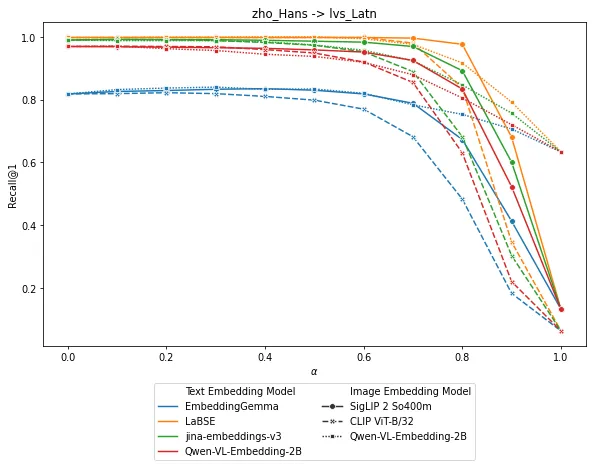 zho_Hans -> lvs_Latn
1.0
0.8
0.6
0.4
0.2
Recall@1
0.0 0.2 0.4 0.6 0.8 1.0
α
Text Embedding Model
EmbeddingGemma
LaBSE
jina-embeddings-v3
Qwen-VL-Embedding-2B
Image Embedding Model
SigLIP 2 So400m
CLIP ViT-B/32
Qwen-VL-Embedding-2B